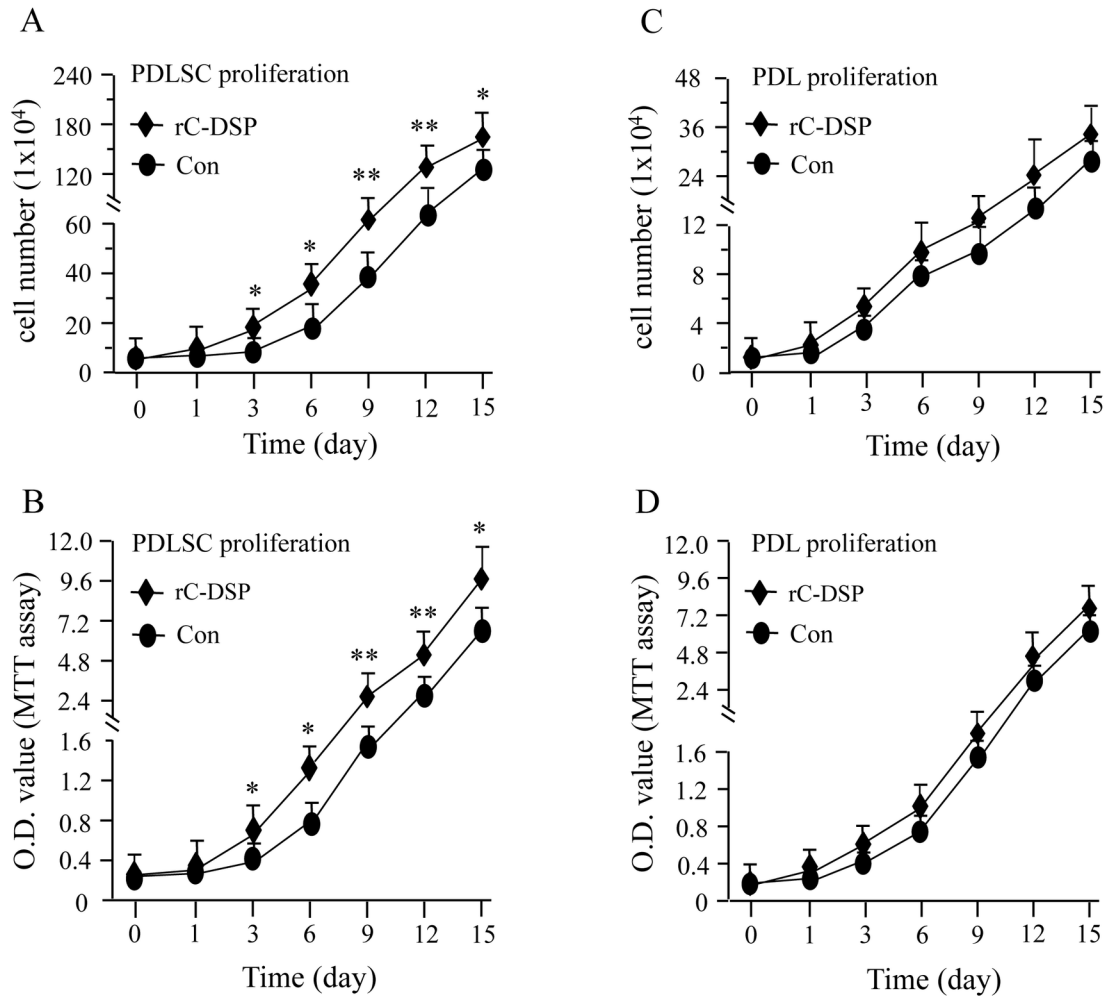 A
PDLSC proliferation
rC-DSP
Con
cell number (1x10⁴)
240
180
120
60
40
20
0
* * ** ** *
0 1 3 6 9 12 15
Time (day)
C
PDL proliferation
rC-DSP
Con
cell number (1x10⁴)
48
36
24
12
8
4
0
0 1 3 6 9 12 15
Time (day)
B
PDLSC proliferation
rC-DSP
Con
O.D. value (MTT assay)
12.0
9.6
7.2
4.8
2.4
1.6
1.2
0.8
0.4
0
* * ** ** *
0 1 3 6 9 12 15
Time (day)
D
PDL proliferation
rC-DSP
Con
O.D. value (MTT assay)
12.0
9.6
7.2
4.8
2.4
1.6
1.2
0.8
0.4
0
0 1 3 6 9 12 15
Time (day)